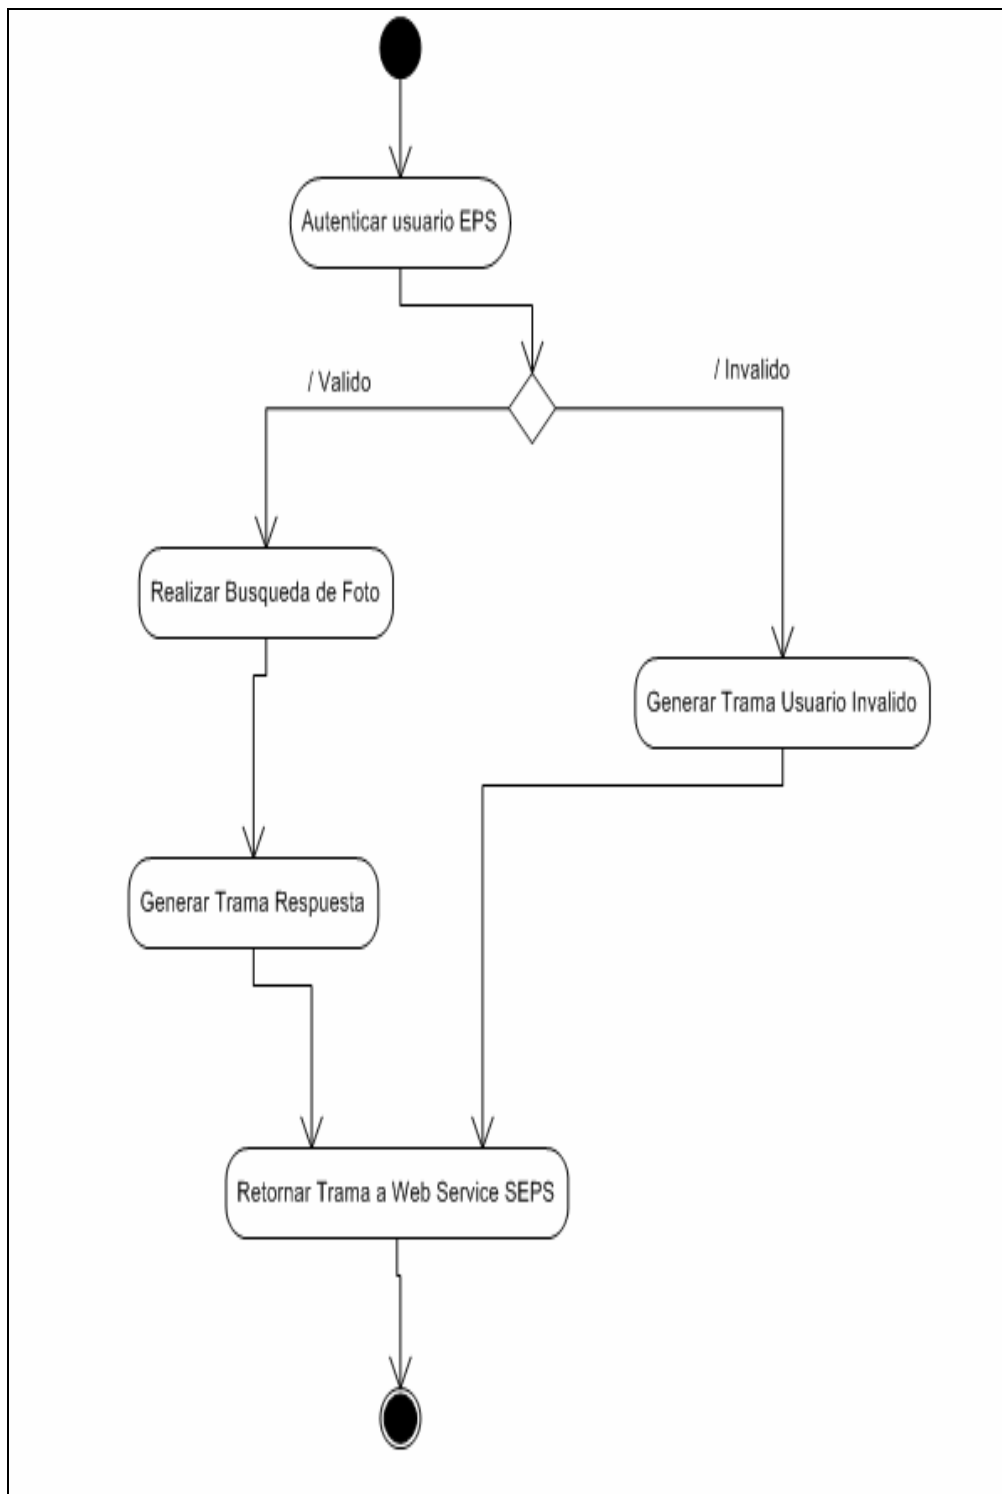 Autenticar usuario EPS
/ Valido
/ Invalido
Realizar Busqueda de Foto
Generar Trama Usuario Invalido
Generar Trama Respuesta
Retornar Trama a Web Service SEPS